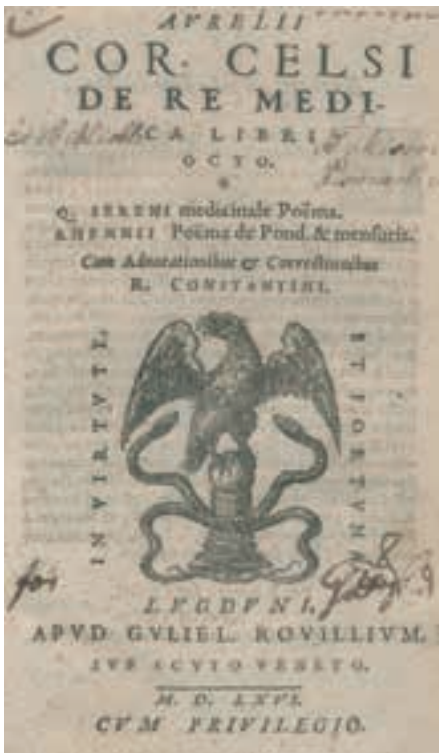 AVRELII
COR. CELSI
DE RE MEDI-
CA LIBRI
OCTO.
Q. SERENI medicinale Poëma.
RHEMNII Poëma de Pond. & mensuris.
Cum Adnotationibus & Correctionibus
R. CONSTANTINI.
IN VIRTVTE,
ET FORTVNA
LVGDVNI,
APVD GVLIEL. ROVILLIVM,
SVB SCVTO VENETO.
M. D. LXVI.
CVM PRIVILEGIO.